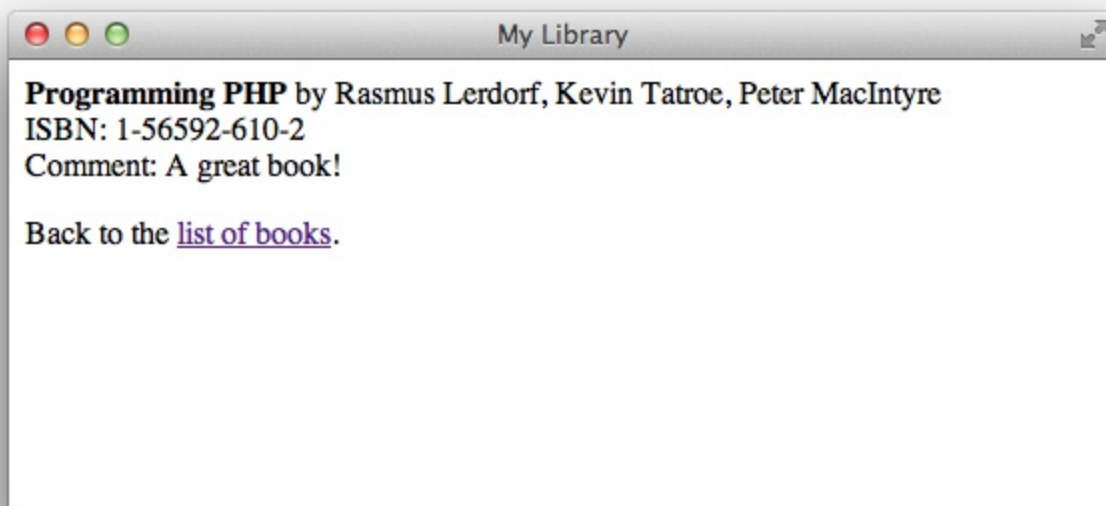 My Library
Programming PHP by Rasmus Lerdorf, Kevin Tatroe, Peter MacIntyre
ISBN: 1-56592-610-2
Comment: A great book!
Back to the list of books.